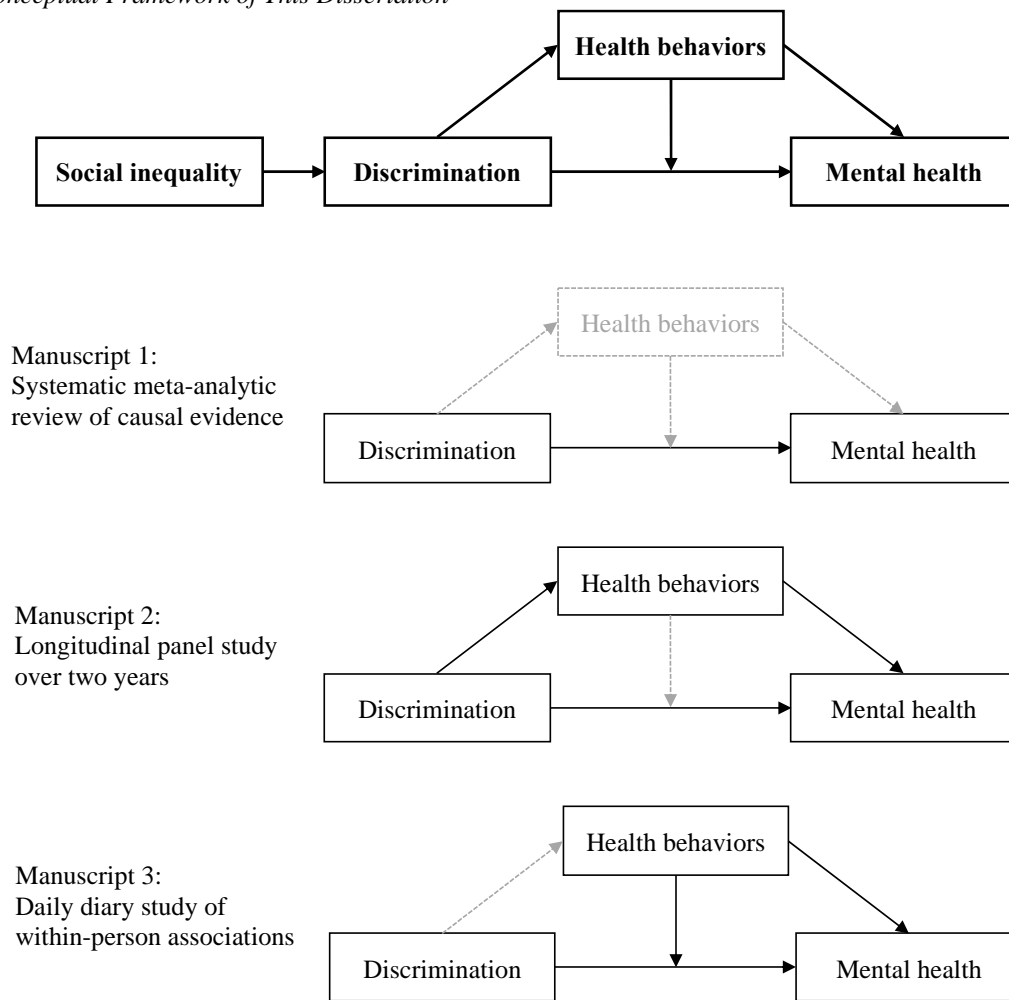 onceptual Framework of This Dissertation
Health behaviors
Social inequality
Discrimination
Mental health
Health behaviors
Manuscript 1:
Systematic meta-analytic
review of causal evidence
Discrimination
Mental health
Health behaviors
Manuscript 2:
Longitudinal panel study
over two years
Discrimination
Mental health
Health behaviors
Manuscript 3:
Daily diary study of
within-person associations
Discrimination
Mental health